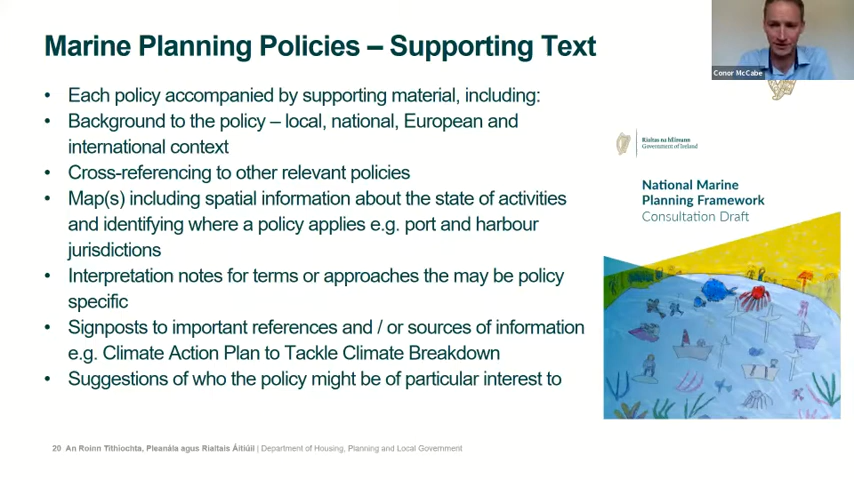 Marine Planning Policies – Supporting Text
Conor McCabe
• Each policy accompanied by supporting material, including:
• Background to the policy – local, national, European and
international context
• Cross-referencing to other relevant policies
• Map(s) including spatial information about the state of activities
and identifying where a policy applies e.g. port and harbour
jurisdictions
• Interpretation notes for terms or approaches the may be policy
specific
• Signposts to important references and / or sources of information
e.g. Climate Action Plan to Tackle Climate Breakdown
• Suggestions of who the policy might be of particular interest to
Rialtas na hÉireann
Government of Ireland
National Marine
Planning Framework
Consultation Draft
20 An Roinn Tithíochta, Pleanála agus Rialtais Áitiúil | Department of Housing, Planning and Local Government